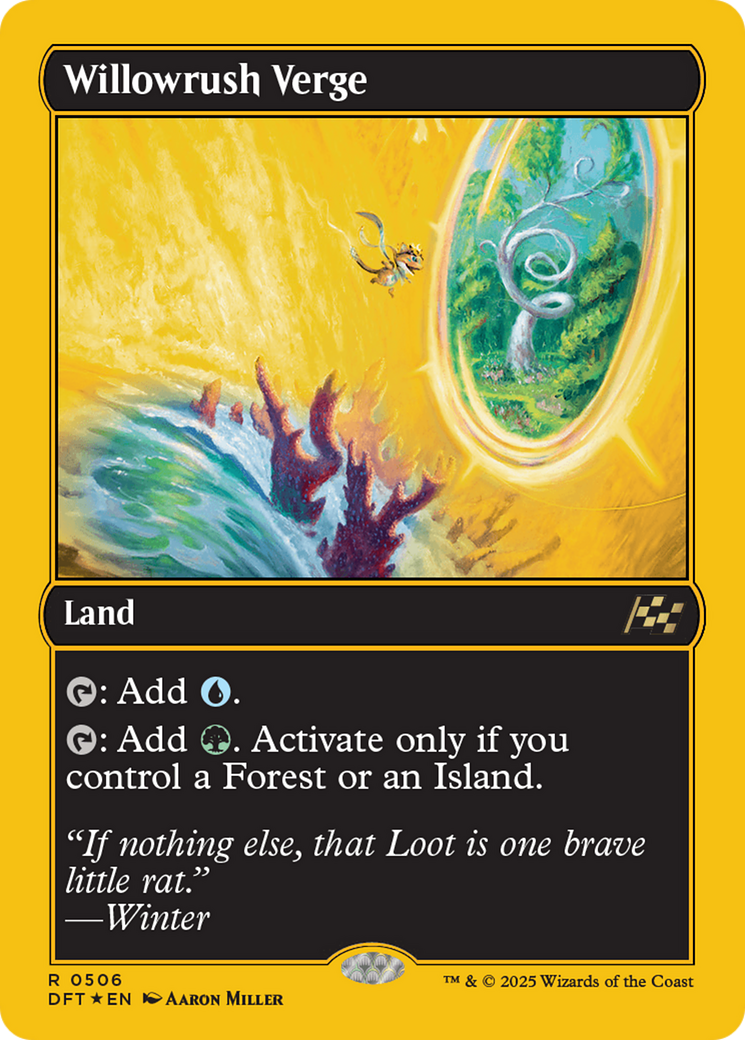 Willowrush Verge
Land
: Add .
: Add . Activate only if you
control a Forest or an Island.
“If nothing else, that Loot is one brave
little rat.”
—Winter
R 0506
DFT★EN AARON MILLER
™ & © 2025 Wizards of the Coast